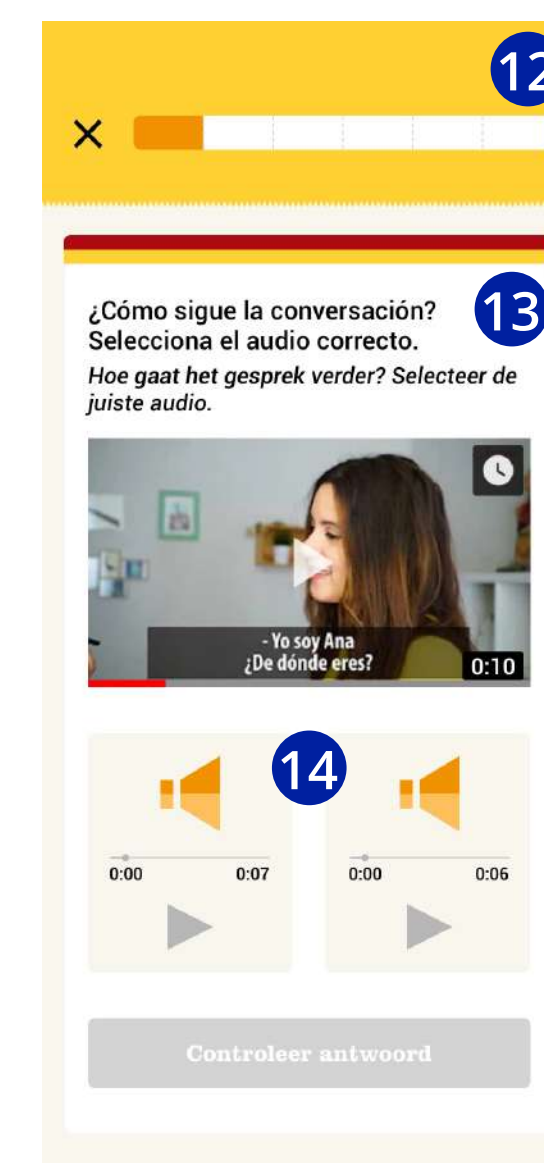 12
¿Cómo sigue la conversación?
Selecciona el audio correcto.
13
Hoe gaat het gesprek verder? Selecteer de
juiste audio.
- Yo soy Ana
¿De dónde eres?
0:10
14
0:00 0:07 0:00 0:06
Controleer antwoord